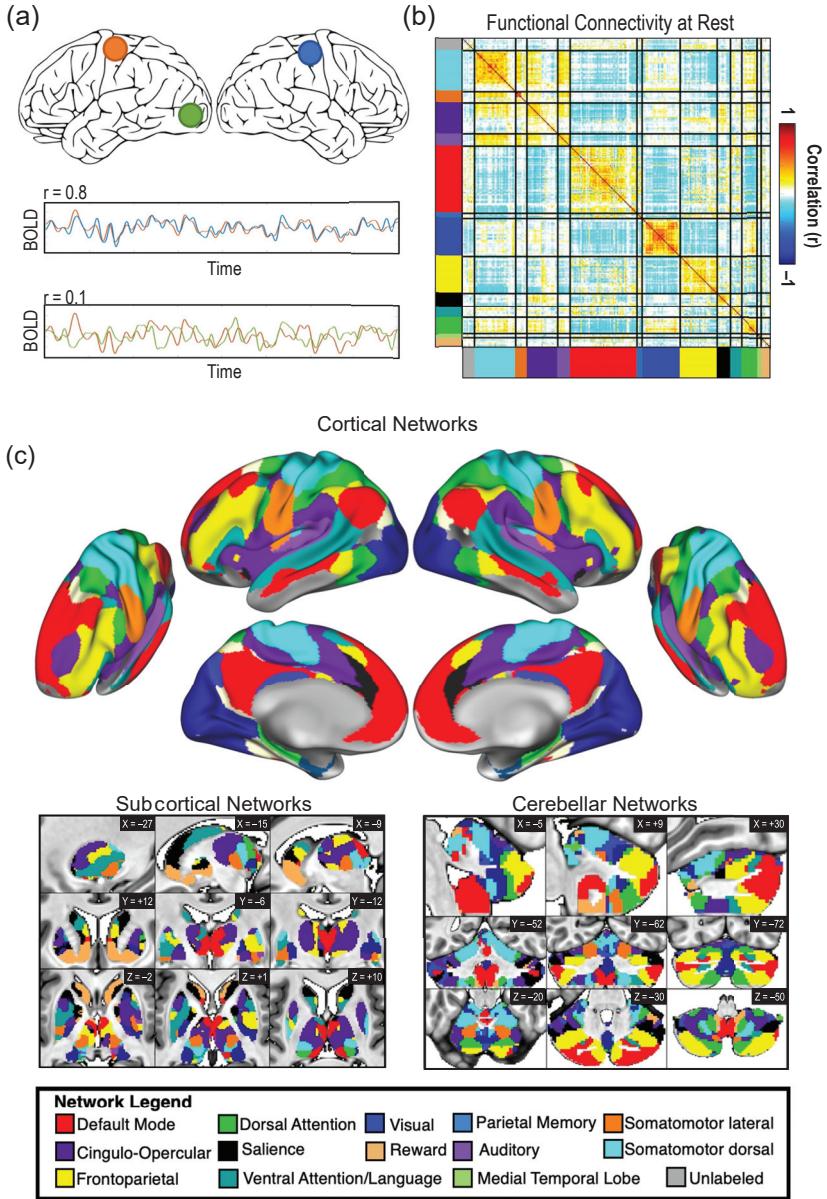 (a)
r = 0.8
BOLD
Time
r = 0.1
BOLD
Time
(b)
Functional Connectivity at Rest
1
Correlation (r)
−1
Cortical Networks
(c)
Subcortical Networks
X = −27
X = −15
X = −9
Y = +12
Y = −6
Y = −12
Z = −2
Z = +1
Z = +10
Cerebellar Networks
X = −5
X = +9
X = +30
Y = −52
Y = −62
Y = −72
Z = −20
Z = −30
Z = −50
Network Legend
Default Mode Dorsal Attention Visual Parietal Memory Somatomotor lateral
Cingulo-Opercular Salience Reward Auditory Somatomotor dorsal
Frontoparietal Ventral Attention/Language Medial Temporal Lobe Unlabeled